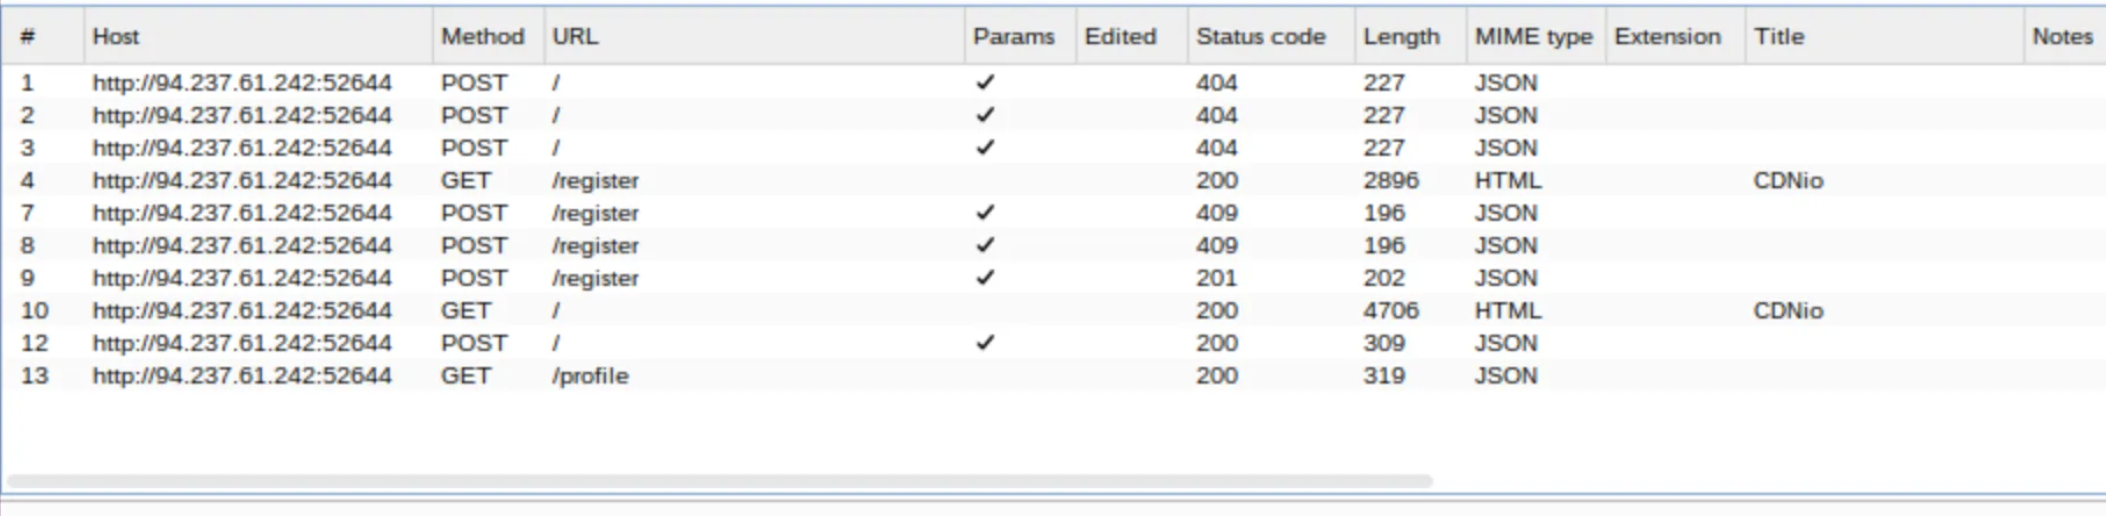 # Host Method URL Params Edited Status code Length MIME type Extension Title Notes
1 http://94.237.61.242:52644 POST / ✓ 404 227 JSON
2 http://94.237.61.242:52644 POST / ✓ 404 227 JSON
3 http://94.237.61.242:52644 POST / ✓ 404 227 JSON
4 http://94.237.61.242:52644 GET /register 200 2896 HTML CDNio
7 http://94.237.61.242:52644 POST /register ✓ 409 196 JSON
8 http://94.237.61.242:52644 POST /register ✓ 409 196 JSON
9 http://94.237.61.242:52644 POST /register ✓ 201 202 JSON
10 http://94.237.61.242:52644 GET / 200 4706 HTML CDNio
12 http://94.237.61.242:52644 POST / ✓ 200 309 JSON
13 http://94.237.61.242:52644 GET /profile 200 319 JSON